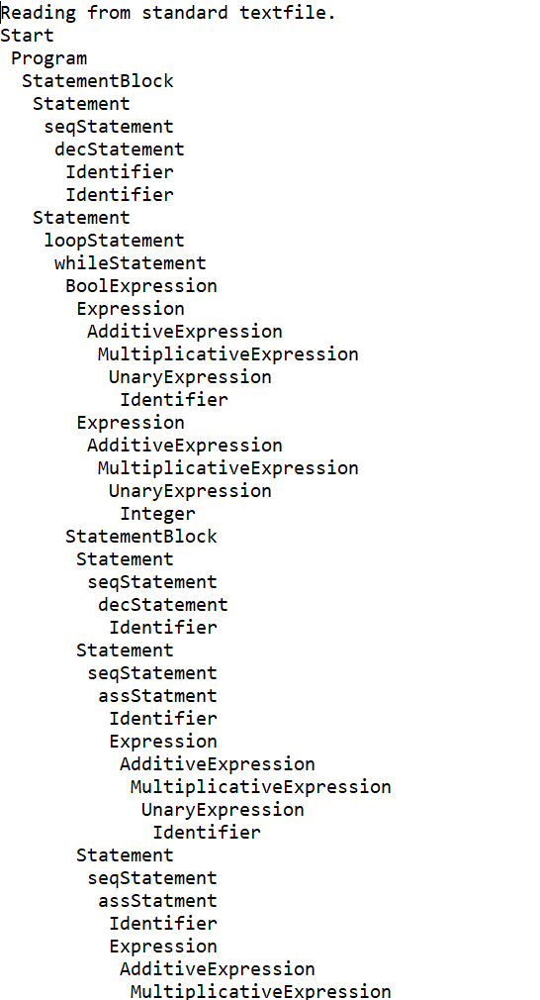 Reading from standard textfile.
Start
 Program
  StatementBlock
   Statement
    seqStatement
     decStatement
      Identifier
      Identifier
   Statement
    loopStatement
     whileStatement
      BoolExpression
       Expression
        AdditiveExpression
         MultiplicativeExpression
          UnaryExpression
           Identifier
       Expression
        AdditiveExpression
         MultiplicativeExpression
          UnaryExpression
           Integer
      StatementBlock
       Statement
        seqStatement
         decStatement
          Identifier
       Statement
        seqStatement
         assStatment
          Identifier
          Expression
           AdditiveExpression
            MultiplicativeExpression
             UnaryExpression
              Identifier
       Statement
        seqStatement
         assStatment
          Identifier
          Expression
           AdditiveExpression
            MultiplicativeExpression